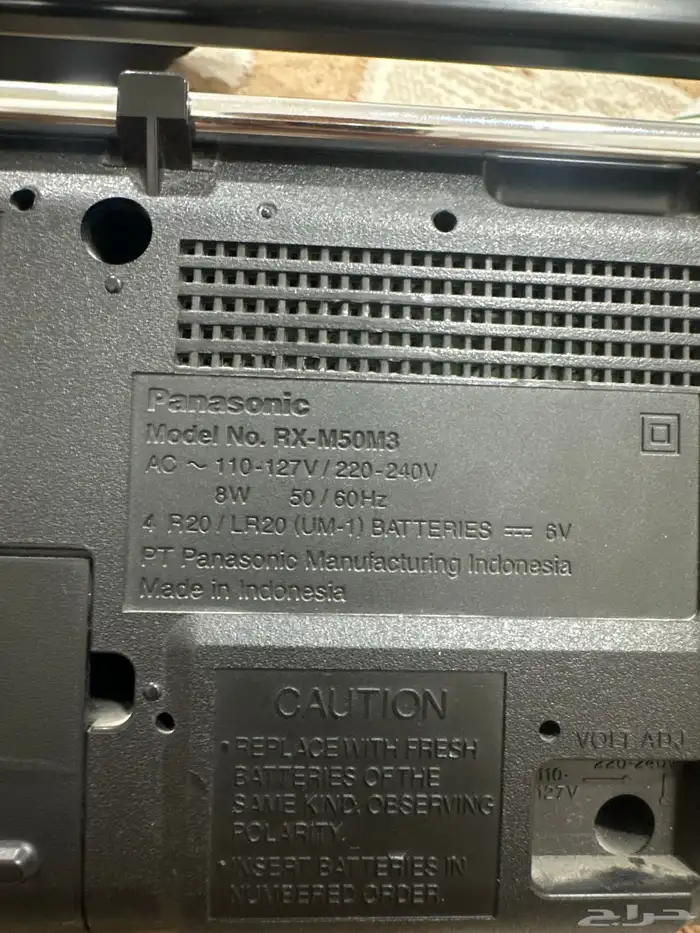 Panasonic
Model No. RX-M50M3
AC ~ 110-127V / 220-240V
8W 50 / 60Hz
4 R20 / LR20 (UM-1) BATTERIES ⎓ 6V
PT Panasonic Manufacturing Indonesia
Made in Indonesia
CAUTION
• REPLACE WITH FRESH
BATTERIES OF THE
SAME KIND, OBSERVING
POLARITY.
• INSERT BATTERIES IN
NUMBERED ORDER.
VOLT ADJ
220-240V
110-
127V
حراج